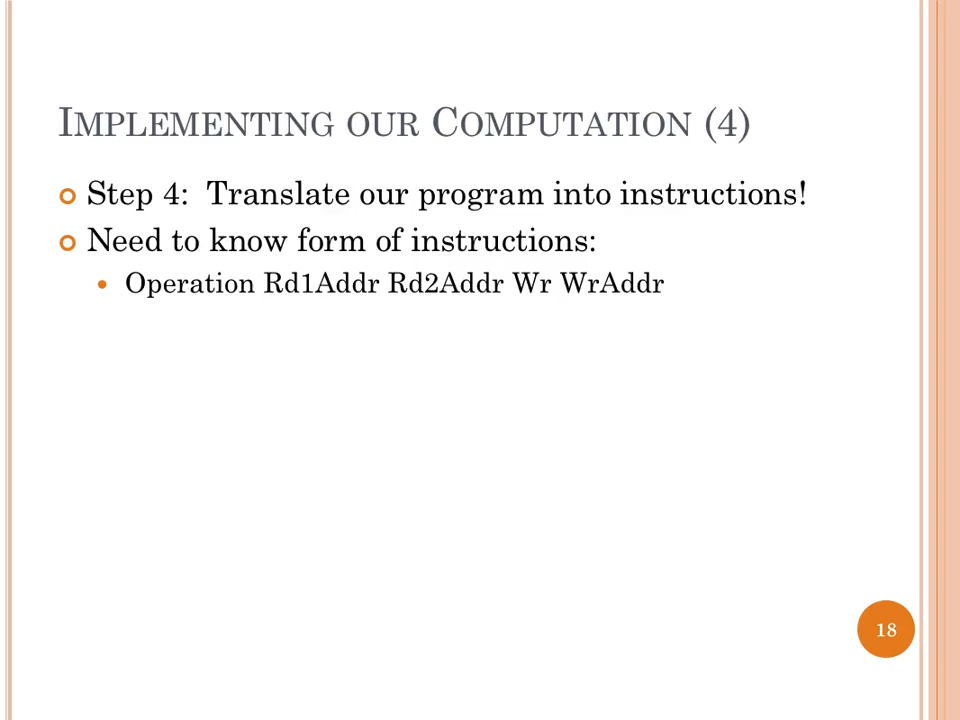 IMPLEMENTING OUR COMPUTATION (4)
Step 4: Translate our program into instructions!
Need to know form of instructions:
Operation Rd1Addr Rd2Addr Wr WrAddr
18